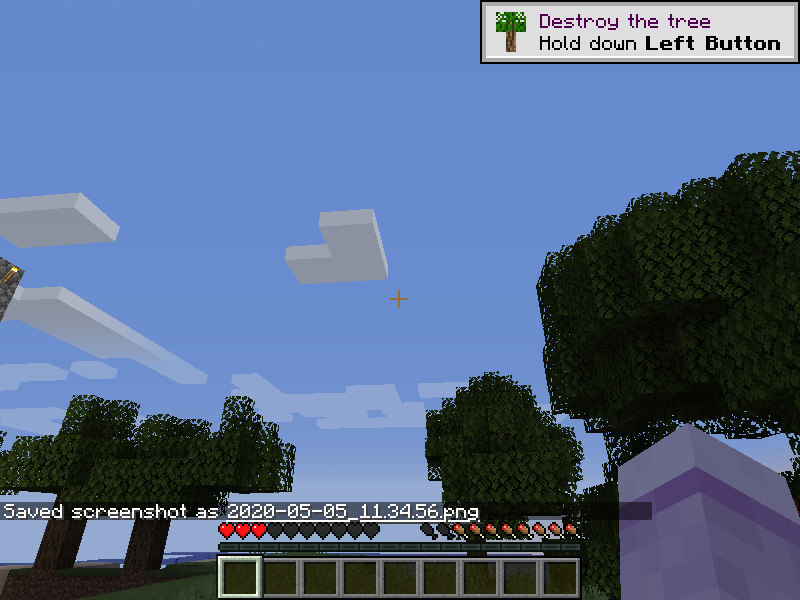 Destroy the tree
Hold down Left Button
Saved screenshot as 2020-05-05_11.34.56.png